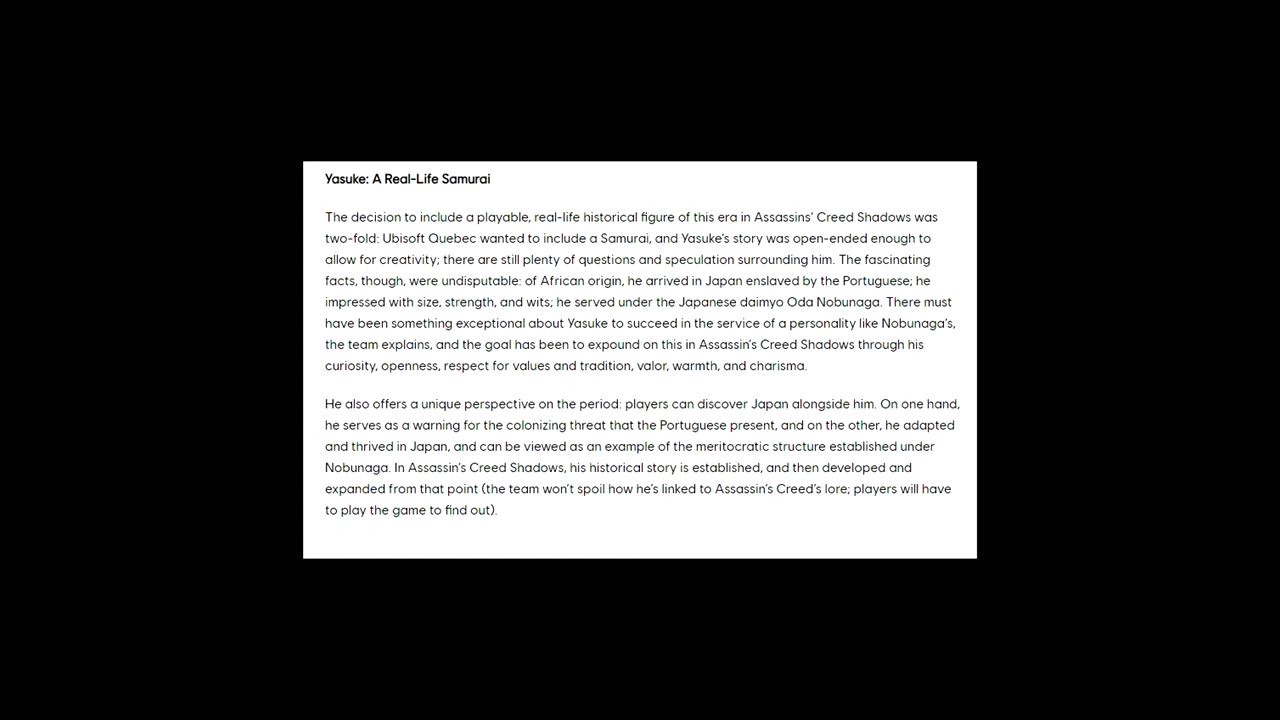 Yasuke: A Real-Life Samurai
The decision to include a playable, real-life historical figure of this era in Assassins' Creed Shadows was
two-fold: Ubisoft Quebec wanted to include a Samurai, and Yasuke's story was open-ended enough to
allow for creativity; there are still plenty of questions and speculation surrounding him. The fascinating
facts, though, were undisputable: of African origin, he arrived in Japan enslaved by the Portuguese; he
impressed with size, strength, and wits; he served under the Japanese daimyo Oda Nobunaga. There must
have been something exceptional about Yasuke to succeed in the service of a personality like Nobunaga's,
the team explains, and the goal has been to expound on this in Assassin's Creed Shadows through his
curiosity, openness, respect for values and tradition, valor, warmth, and charisma.
He also offers a unique perspective on the period: players can discover Japan alongside him. On one hand,
he serves as a warning for the colonizing threat that the Portuguese present, and on the other, he adapted
and thrived in Japan, and can be viewed as an example of the meritocratic structure established under
Nobunaga. In Assassin's Creed Shadows, his historical story is established, and then developed and
expanded from that point (the team won't spoil how he's linked to Assassin's Creed's lore; players will have
to play the game to find out).